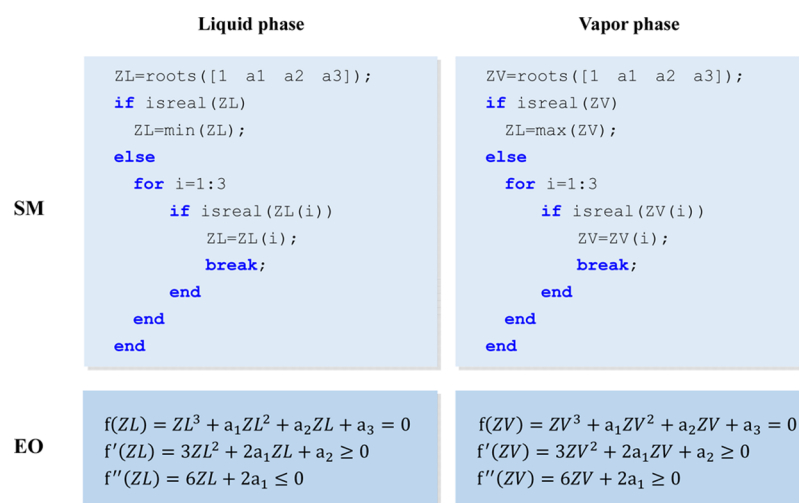 Liquid phase
Vapor phase
SM
ZL=roots([1 a1 a2 a3]);
if isreal(ZL)
ZL=min(ZL);
else
for i=1:3
if isreal(ZL(i))
ZL=ZL(i);
break;
end
end
end
ZV=roots([1 a1 a2 a3]);
if isreal(ZV)
ZL=max(ZV);
else
for i=1:3
if isreal(ZV(i))
ZV=ZV(i);
break;
end
end
end
EO
f(ZL) = ZL³ + a₁ZL² + a₂ZL + a₃ = 0
f′(ZL) = 3ZL² + 2a₁ZL + a₂ ≥ 0
f′′(ZL) = 6ZL + 2a₁ ≤ 0
f(ZV) = ZV³ + a₁ZV² + a₂ZV + a₃ = 0
f′(ZV) = 3ZV² + 2a₁ZV + a₂ ≥ 0
f′′(ZV) = 6ZV + 2a₁ ≥ 0